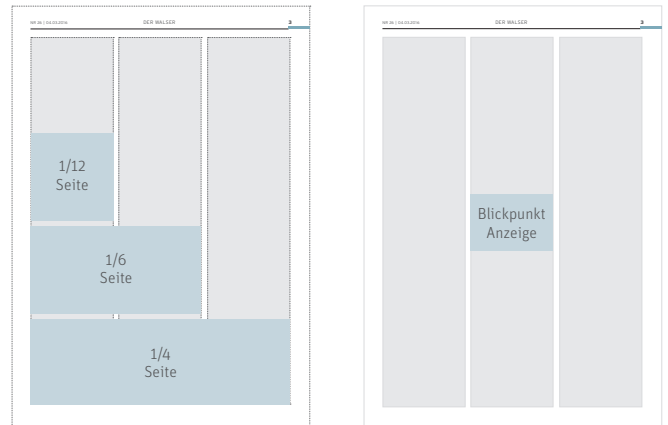 DER WALSER
3
1/12
Seite
1/6
Seite
1/4
Seite
DER WALSER
3
Blickpunkt
Anzeige